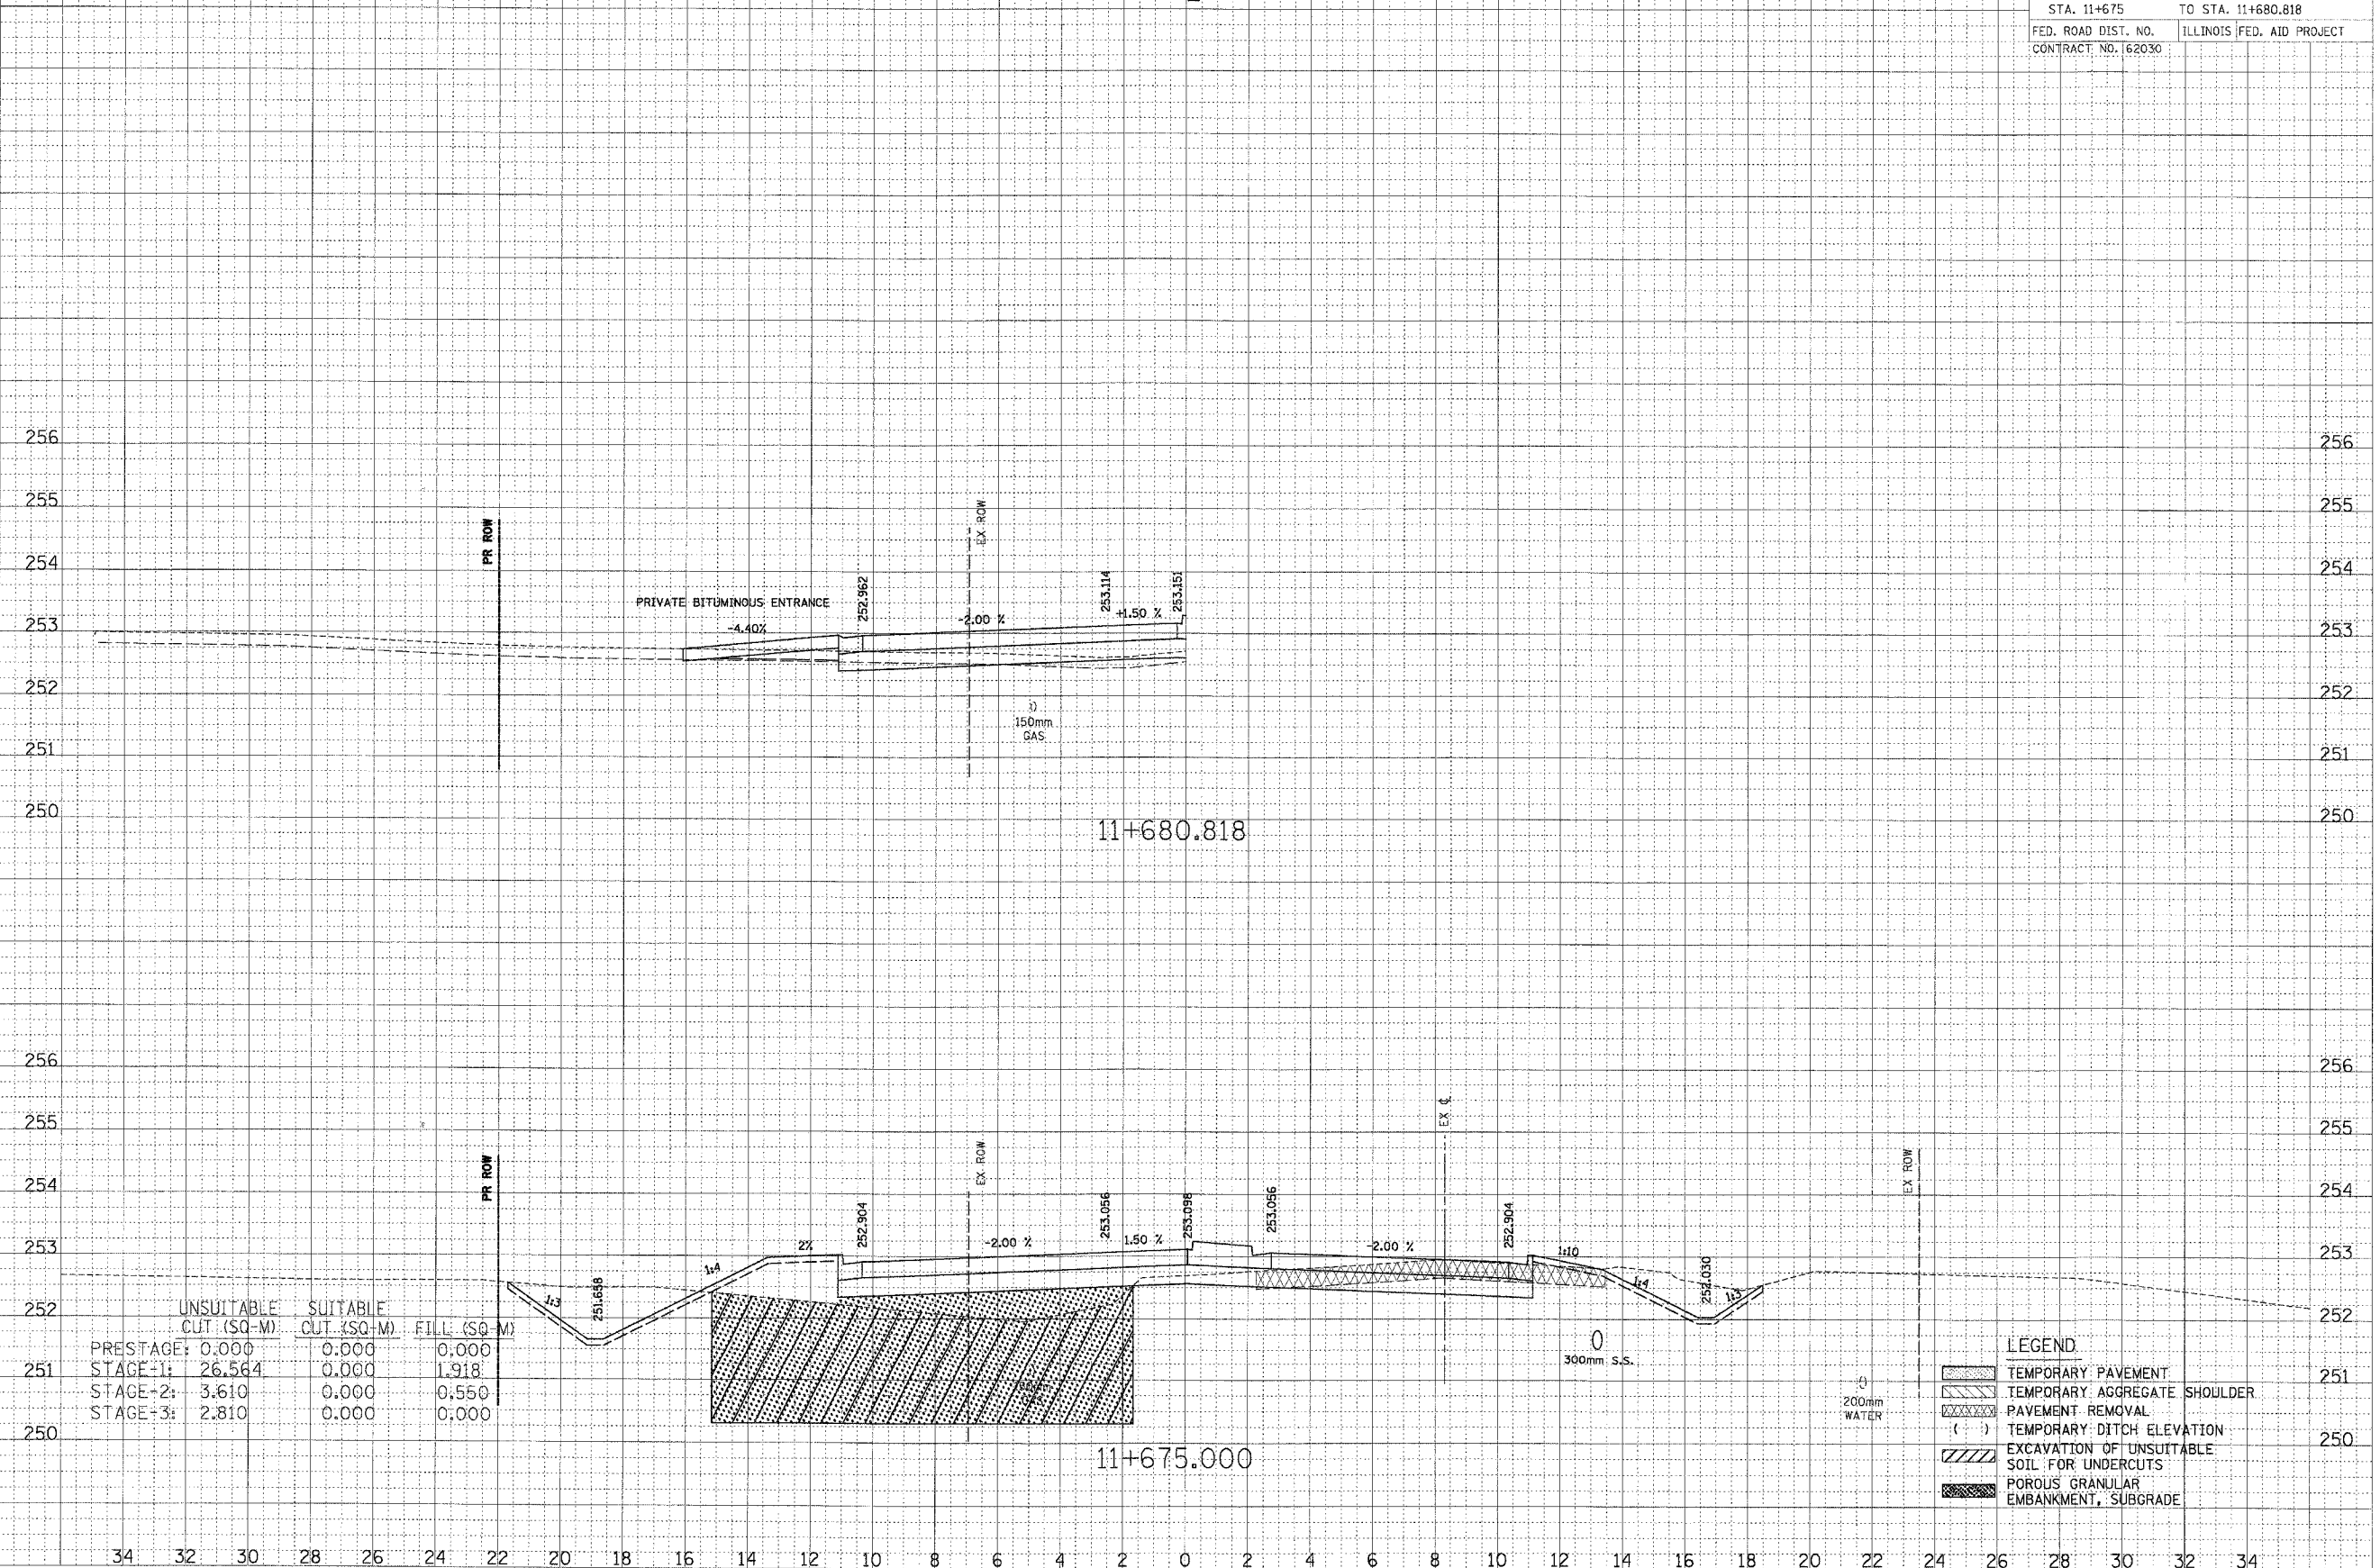 STA. 11+675 TO STA. 11+680.818
FED. ROAD DIST. NO. ILLINOIS FED. AID PROJECT
CONTRACT NO. 62030
256 256
255 255
PR ROW
EX ROW
254 254
PRIVATE BITUMINOUS ENTRANCE
252.962
253.114
253.151
-4.40%
-2.00 %
+1.50 %
253 253
252 252
150mm
GAS
251 251
250 250
11+680.818
256 256
255 255
EX ℄
PR ROW
EX ROW
EX ROW
254 254
252.904
253.056
253.098
253.056
252.904
2%
-2.00 %
1.50 %
-2.00 %
1:10
253 253
1:4
1:3
251.658
1:4
252.030
1:3
252 252
UNSUITABLE SUITABLE
CUT (SQ-M) CUT (SQ-M) FILL (SQ-M)
PRESTAGE: 0.000 0.000 0.000
STAGE-1: 26.564 0.000 1.918
STAGE-2: 3.610 0.000 0.550
STAGE-3: 2.810 0.000 0.000
251 251
250 250
300mm S.S.
200mm
WATER
LEGEND
TEMPORARY PAVEMENT
TEMPORARY AGGREGATE SHOULDER
PAVEMENT REMOVAL
( ) TEMPORARY DITCH ELEVATION
EXCAVATION OF UNSUITABLE
SOIL FOR UNDERCUTS
POROUS GRANULAR
EMBANKMENT, SUBGRADE
11+675.000
34 32 30 28 26 24 22 20 18 16 14 12 10 8 6 4 2 0 2 4 6 8 10 12 14 16 18 20 22 24 26 28 30 32 34